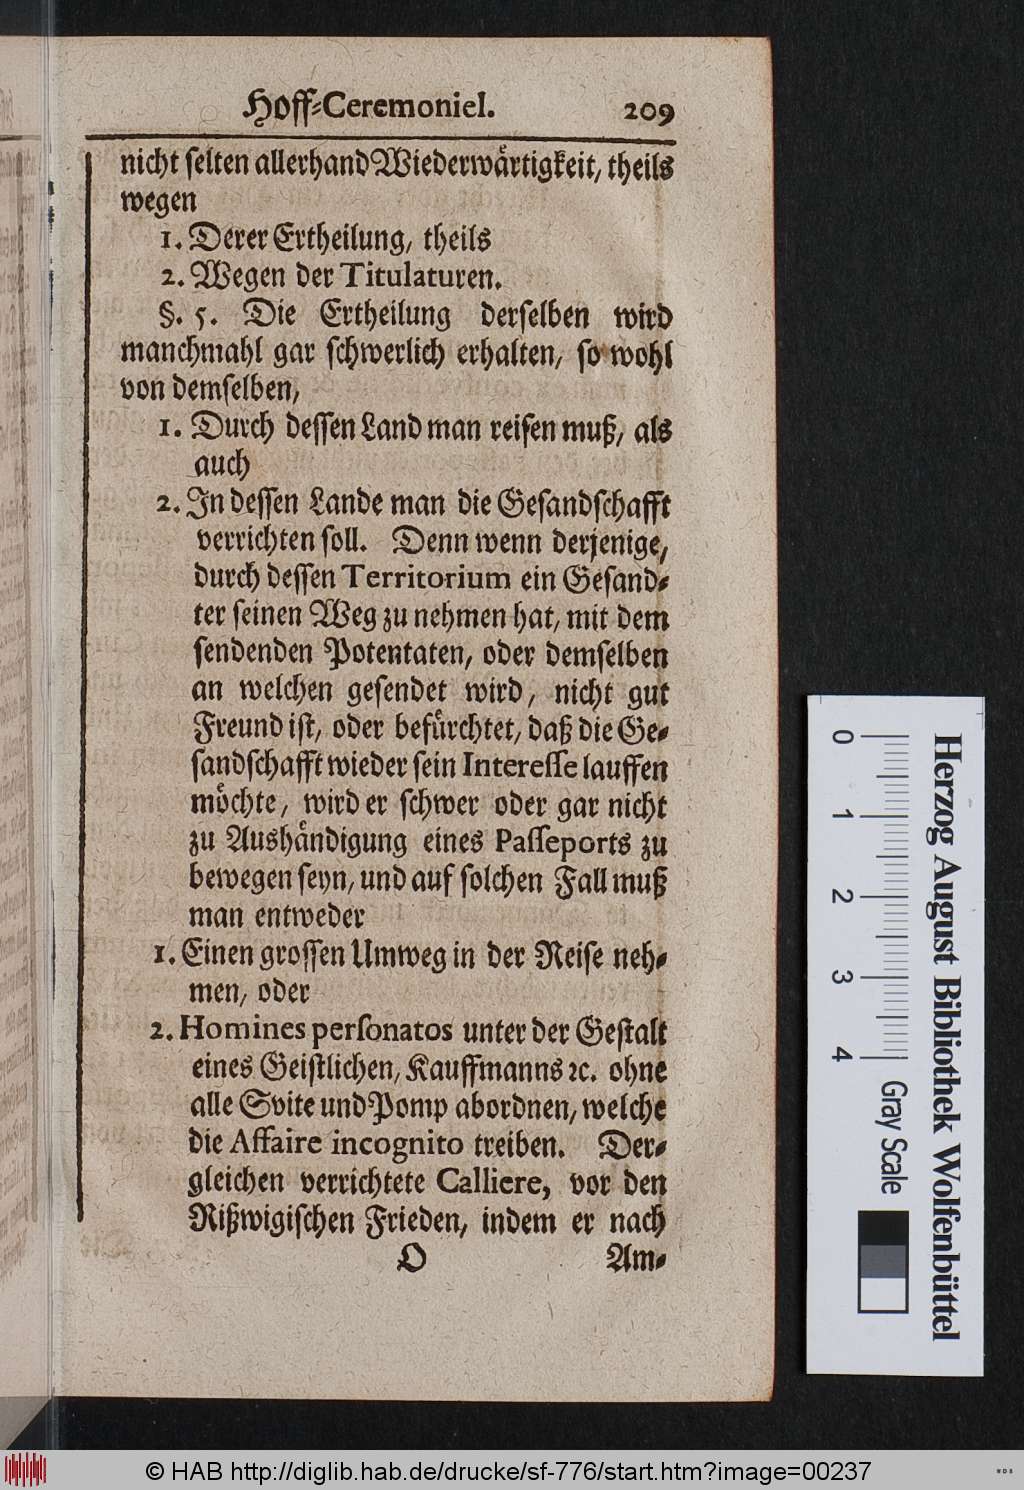 Hoff-Ceremoniel. 209
nicht selten allerhand Wiederwärtigkeit, theils
wegen
1. Derer Ertheilung, theils
2. Wegen der Titulaturen.
§. 5. Die Ertheilung derselben wird
manchmahl gar schwerlich erhalten, so wohl
von demselben,
1. Durch dessen Land man reisen muß, als
auch
2. In dessen Lande man die Gesandschafft
verrichten soll. Denn wenn derjenige,
durch dessen Territorium ein Gesand-
ter seinen Weg zu nehmen hat, mit dem
sendenden Potentaten, oder demselben
an welchen gesendet wird, nicht gut
Freund ist, oder befürchtet, daß die Ge-
sandschafft wieder sein Interesse lauffen
möchte, wird er schwer oder gar nicht
zu Aushändigung eines Passeports zu
bewegen seyn, und auf solchen Fall muß
man entweder
1. Einen grossen Umweg in der Reise neh-
men, oder
2. Homines personatos unter der Gestalt
eines Geistlichen, Kauffmanns ꝛc. ohne
alle Svite und Pomp abordnen, welche
die Affaire incognito treiben. Der-
gleichen verrichtete Calliere, vor den
Rißwigischen Frieden, indem er nach
O Am-
0 1 2 3 4 Gray Scale
Herzog August Bibliothek Wolfenbüttel
© HAB http://diglib.hab.de/drucke/sf-776/start.htm?image=00237